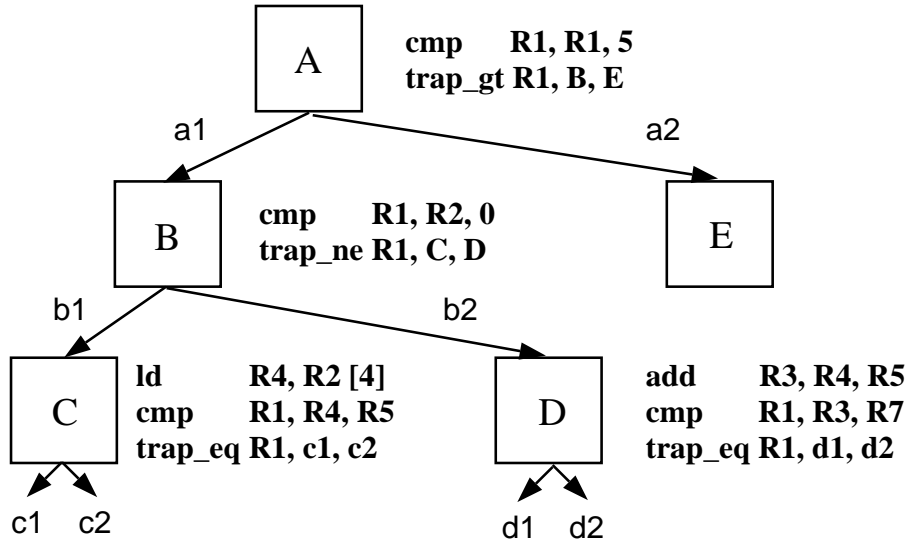 A
cmp R1, R1, 5
trap_gt R1, B, E
a1
a2
B
cmp R1, R2, 0
trap_ne R1, C, D
E
b1
b2
C
ld R4, R2 [4]
cmp R1, R4, R5
trap_eq R1, c1, c2
D
add R3, R4, R5
cmp R1, R3, R7
trap_eq R1, d1, d2
c1 c2
d1 d2